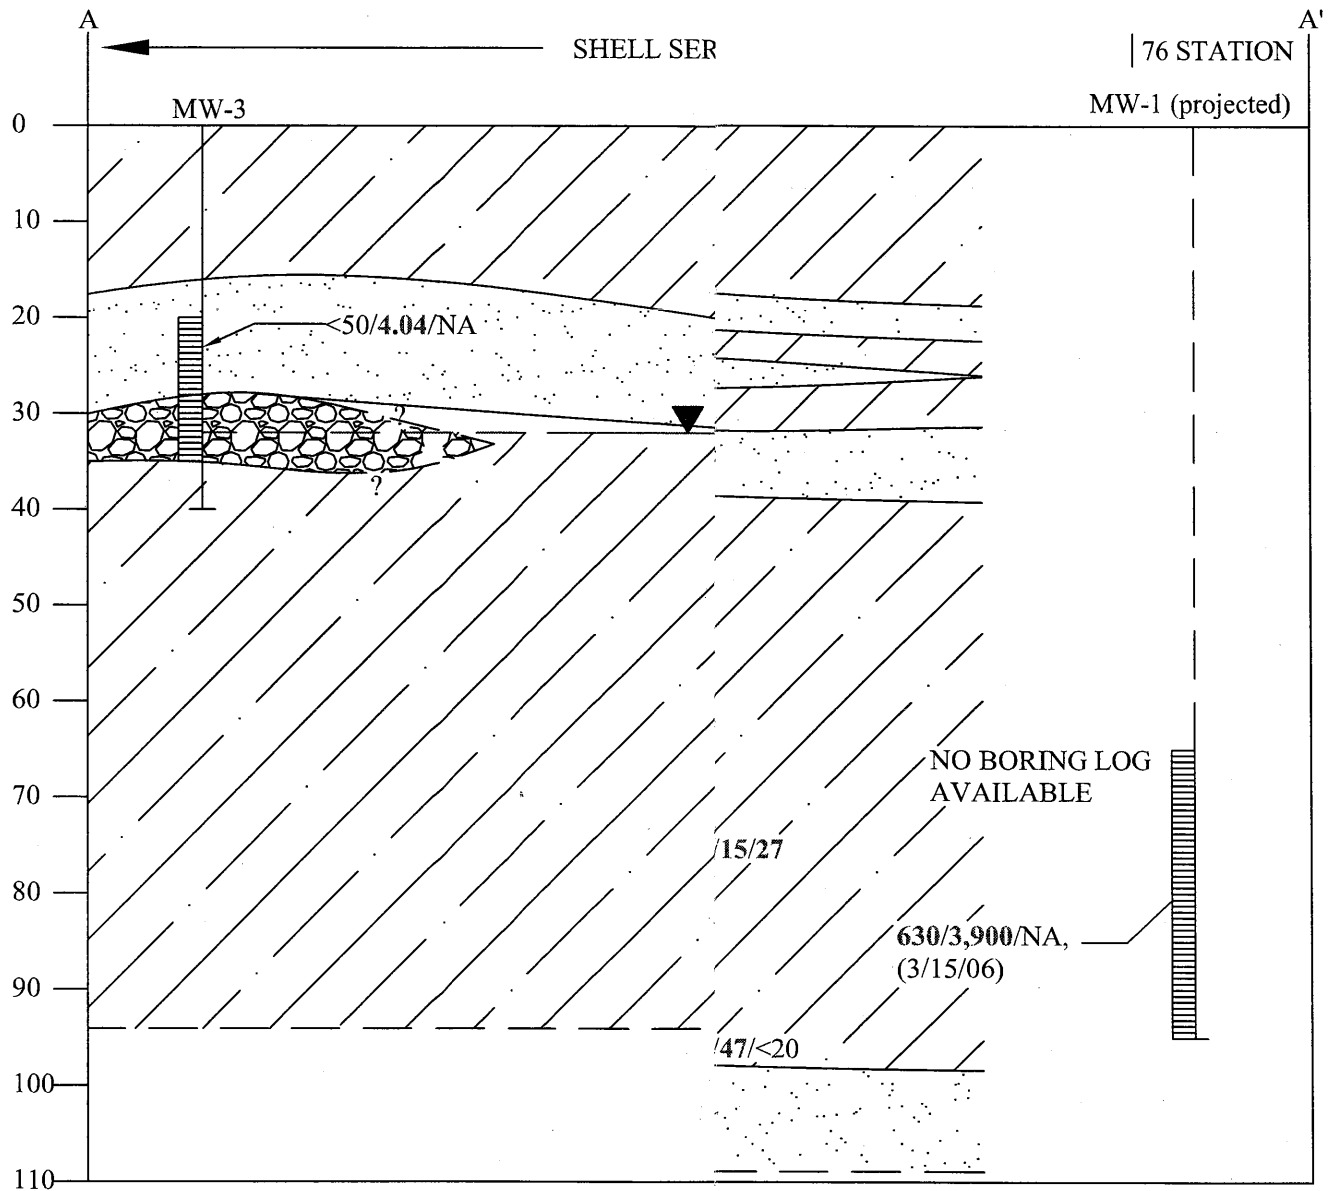 A
A'
SHELL SER
76 STATION
MW-3
MW-1 (projected)
0
10
20
<50/4.04/NA
30
?
?
40
50
60
NO BORING LOG
AVAILABLE
70
/15/27
80
630/3,900/NA,
(3/15/06)
90
/47/<20
100
110